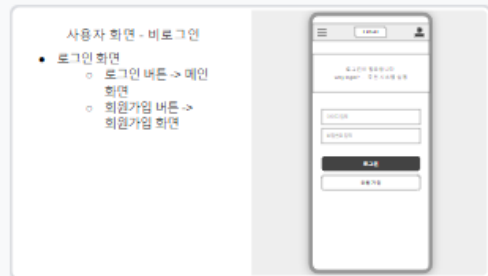 사용자 화면 - 비로그인
● 로그인 화면
○ 로그인 버튼 -> 메인
화면
○ 회원가입 버튼 ->
회원가입 화면
로그인
회원가입